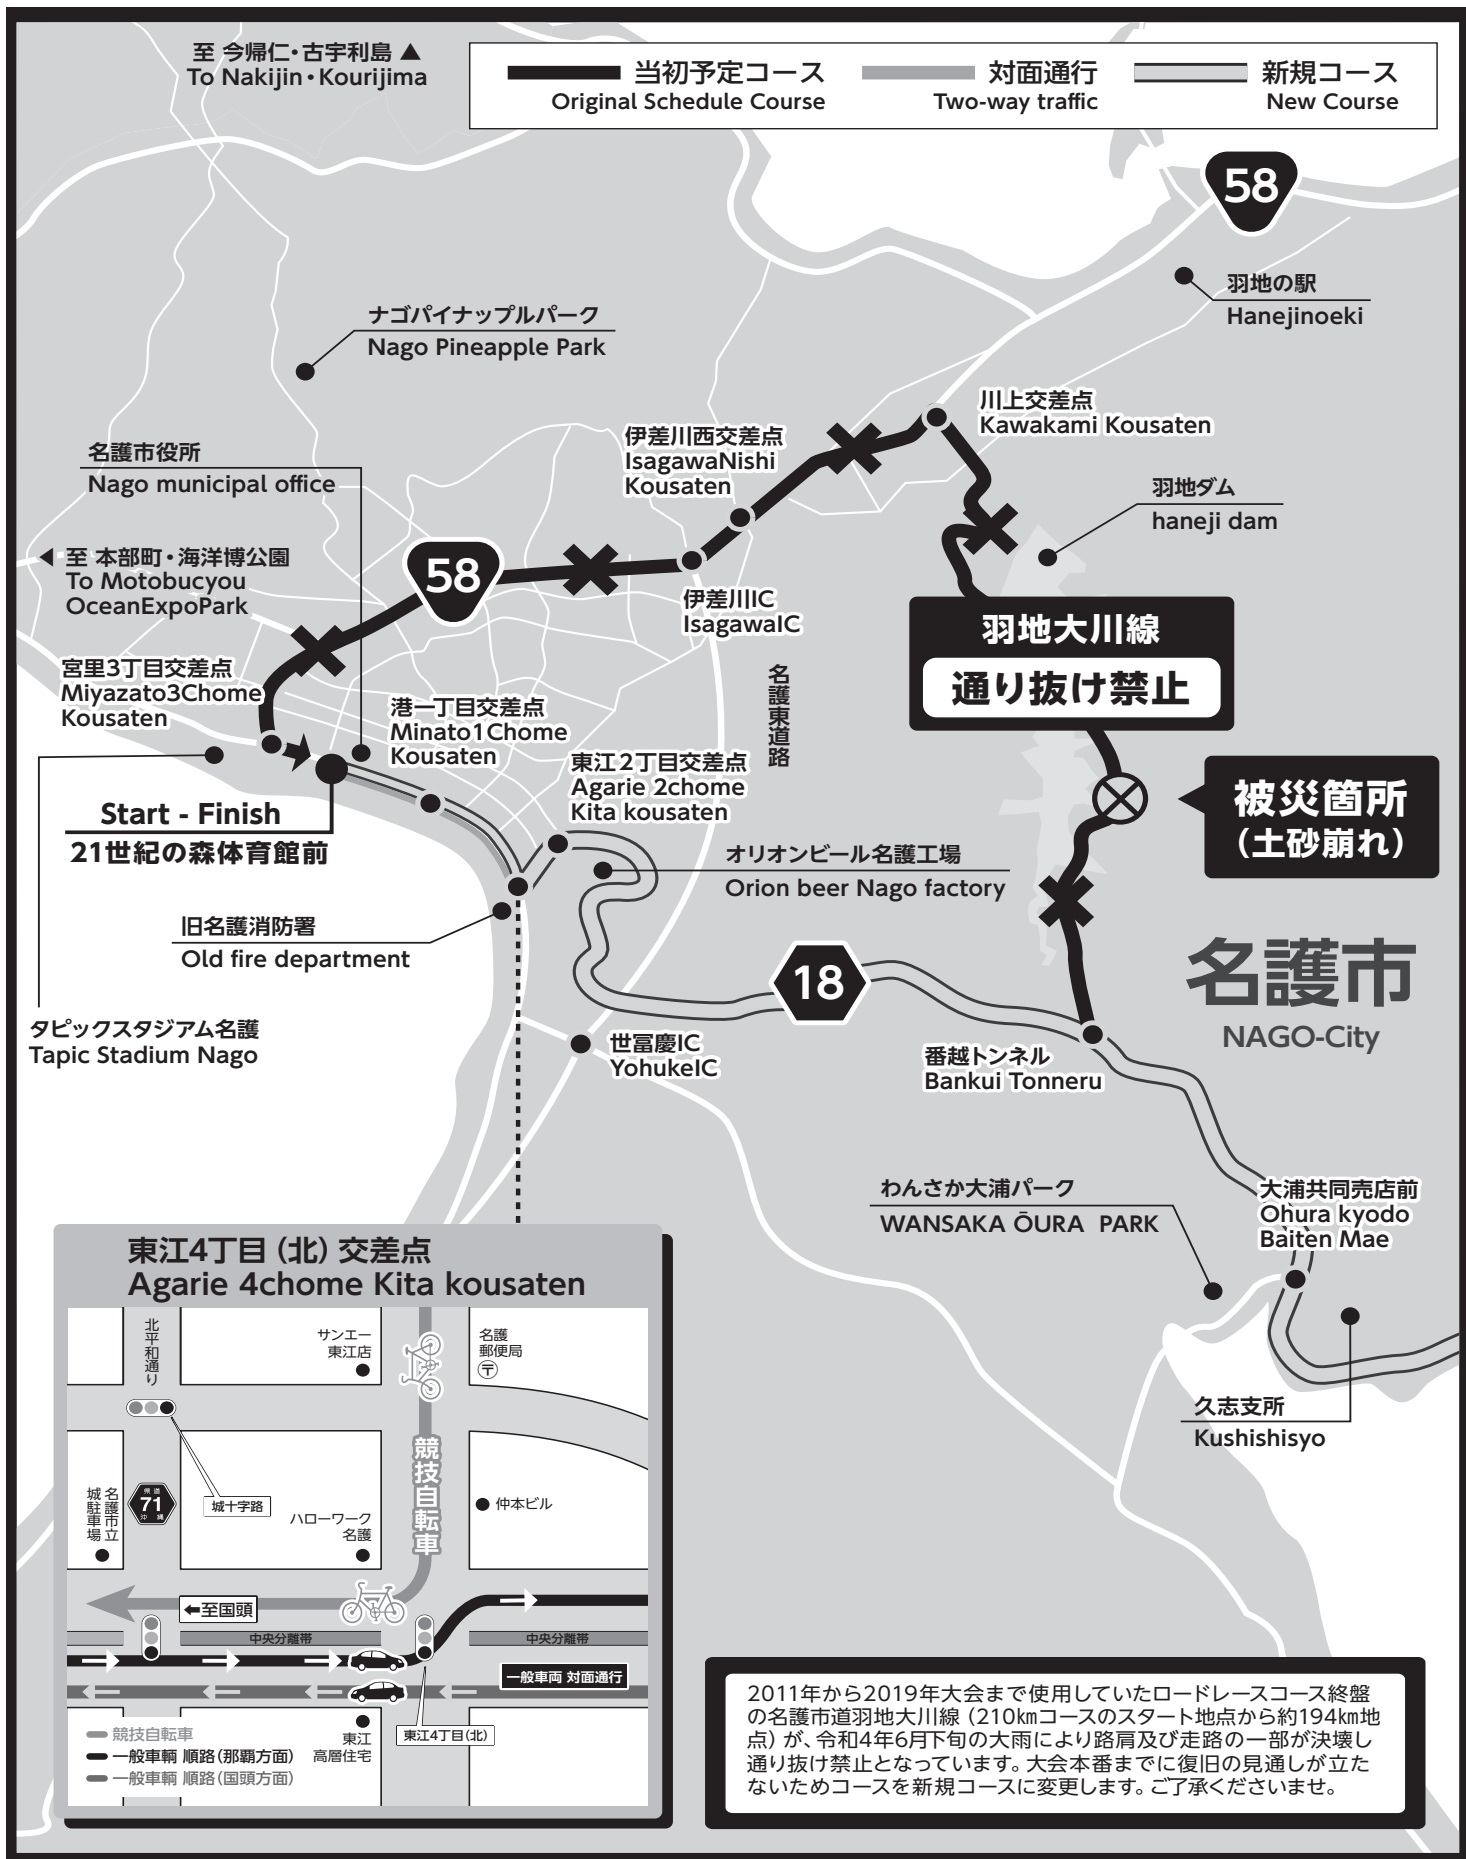 至 今帰仁・古宇利島 ▲
To Nakijin・Kourijima
当初予定コース
Original Schedule Course
対面通行
Two-way traffic
新規コース
New Course
58
羽地の駅
Hanejinoeki
ナゴパイナップルパーク
Nago Pineapple Park
川上交差点
Kawakami Kousaten
伊差川西交差点
IsagawaNishi
Kousaten
名護市役所
Nago municipal office
羽地ダム
haneji dam
◀ 至 本部町・海洋博公園
To Motobucyou
OceanExpoPark
58
伊差川IC
IsagawaIC
羽地大川線
通り抜け禁止
宮里3丁目交差点
Miyazato3Chome
Kousaten
名護東道路
港一丁目交差点
Minato1Chome
Kousaten
東江2丁目交差点
Agarie 2chome
Kita kousaten
被災箇所
(土砂崩れ)
Start - Finish
21世紀の森体育館前
オリオンビール名護工場
Orion beer Nago factory
旧名護消防署
Old fire department
18
名護市
NAGO-City
タピックスタジアム名護
Tapic Stadium Nago
世冨慶IC
YohukeIC
番越トンネル
Bankui Tonneru
わんさか大浦パーク
WANSAKA ŌURA PARK
大浦共同売店前
Ohura kyodo
Baiten Mae
久志支所
Kushishisyo
東江4丁目(北)交差点
Agarie 4chome Kita kousaten
北平和通り
サンエー
東江店
名護
郵便局
〒
競技自転車
名護市立
城駐車場
県道
71
沖縄
城十字路
ハローワーク
名護
仲本ビル
←至国頭
中央分離帯
中央分離帯
一般車両 対面通行
競技自転車
一般車輌 順路(那覇方面)
一般車輌 順路(国頭方面)
東江
高層住宅
東江4丁目(北)
2011年から2019年大会まで使用していたロードレースコース終盤
の名護市道羽地大川線(210㎞コースのスタート地点から約194㎞地
点)が、令和4年6月下旬の大雨により路肩及び走路の一部が決壊し
通り抜け禁止となっています。大会本番までに復旧の見通しが立た
ないためコースを新規コースに変更します。ご了承くださいませ。